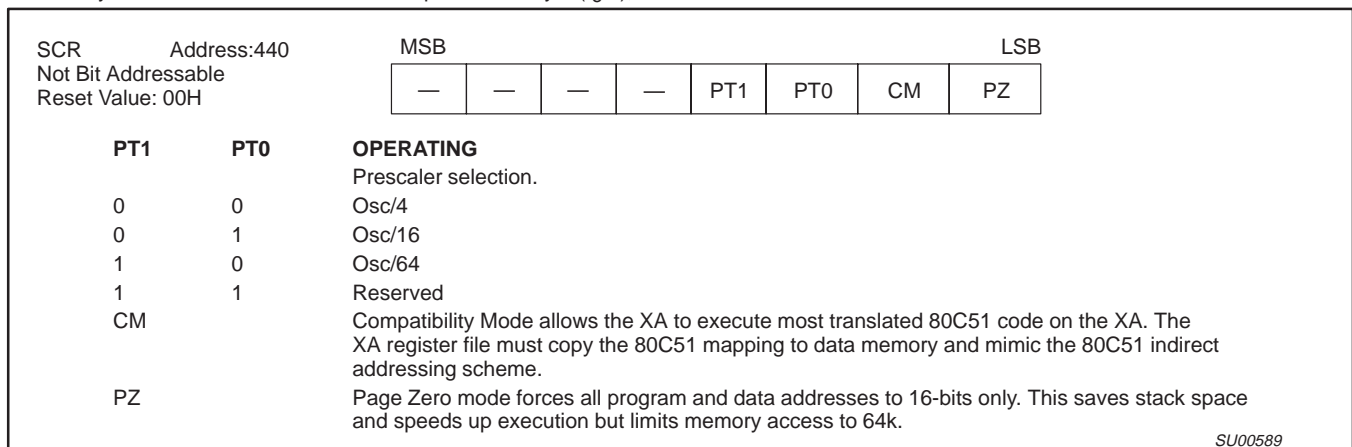 SCR Address:440 MSB LSB
Not Bit Addressable
Reset Value: 00H
— — — — PT1 PT0 CM PZ
PT1 PT0 OPERATING
Prescaler selection.
0 0 Osc/4
0 1 Osc/16
1 0 Osc/64
1 1 Reserved
CM Compatibility Mode allows the XA to execute most translated 80C51 code on the XA. The
XA register file must copy the 80C51 mapping to data memory and mimic the 80C51 indirect
addressing scheme.
PZ Page Zero mode forces all program and data addresses to 16-bits only. This saves stack space
and speeds up execution but limits memory access to 64k.
SU00589